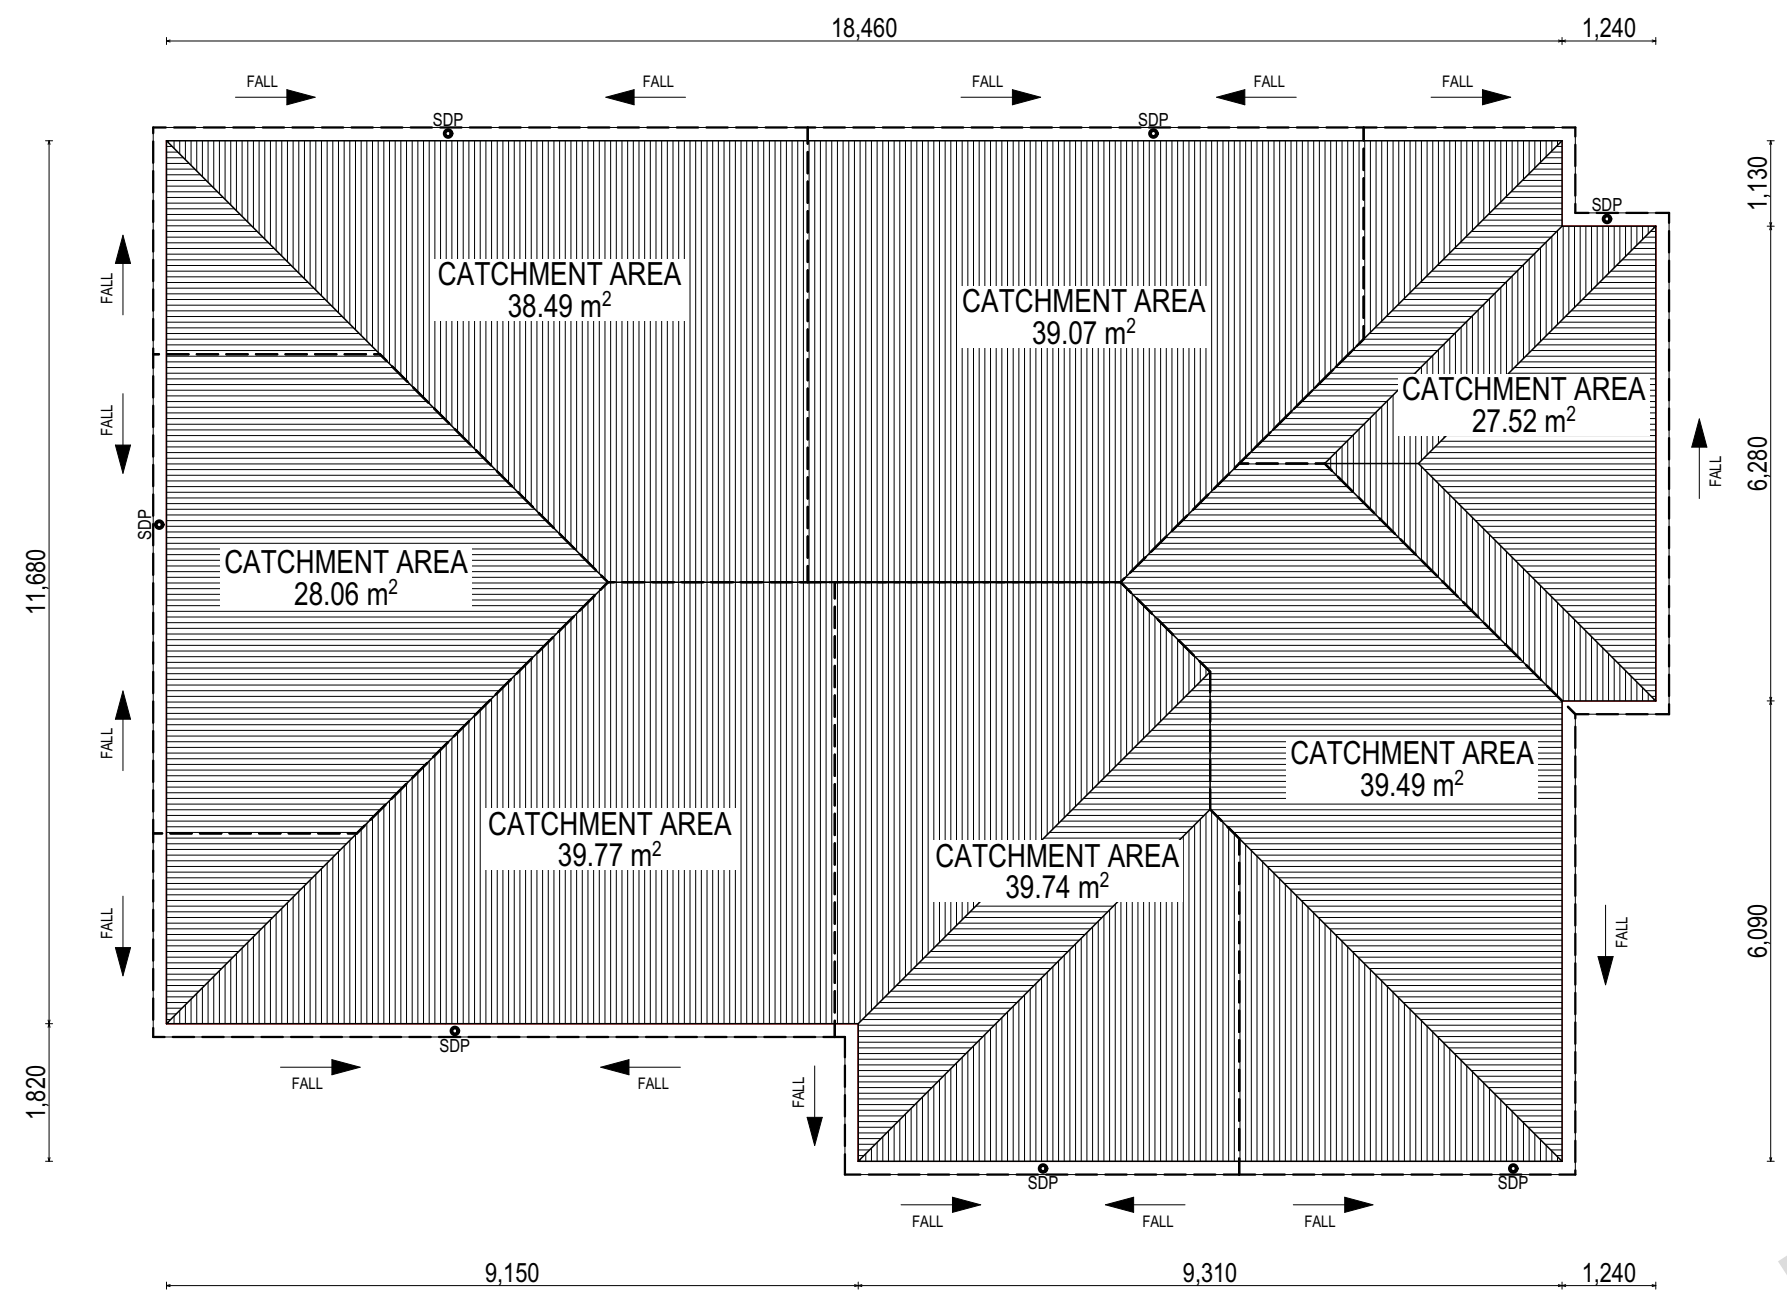 18,460
1,240
FALL
FALL
FALL
FALL
FALL
SDP
SDP
1,130
SDP
FALL
CATCHMENT AREA
38.49 m²
CATCHMENT AREA
39.07 m²
CATCHMENT AREA
27.52 m²
FALL
FALL
6,280
SDP
11,680
CATCHMENT AREA
28.06 m²
FALL
CATCHMENT AREA
39.49 m²
CATCHMENT AREA
39.77 m²
CATCHMENT AREA
39.74 m²
FALL
FALL
6,090
SDP
1,820
FALL
FALL
FALL
SDP
SDP
FALL
FALL
FALL
9,150
9,310
1,240